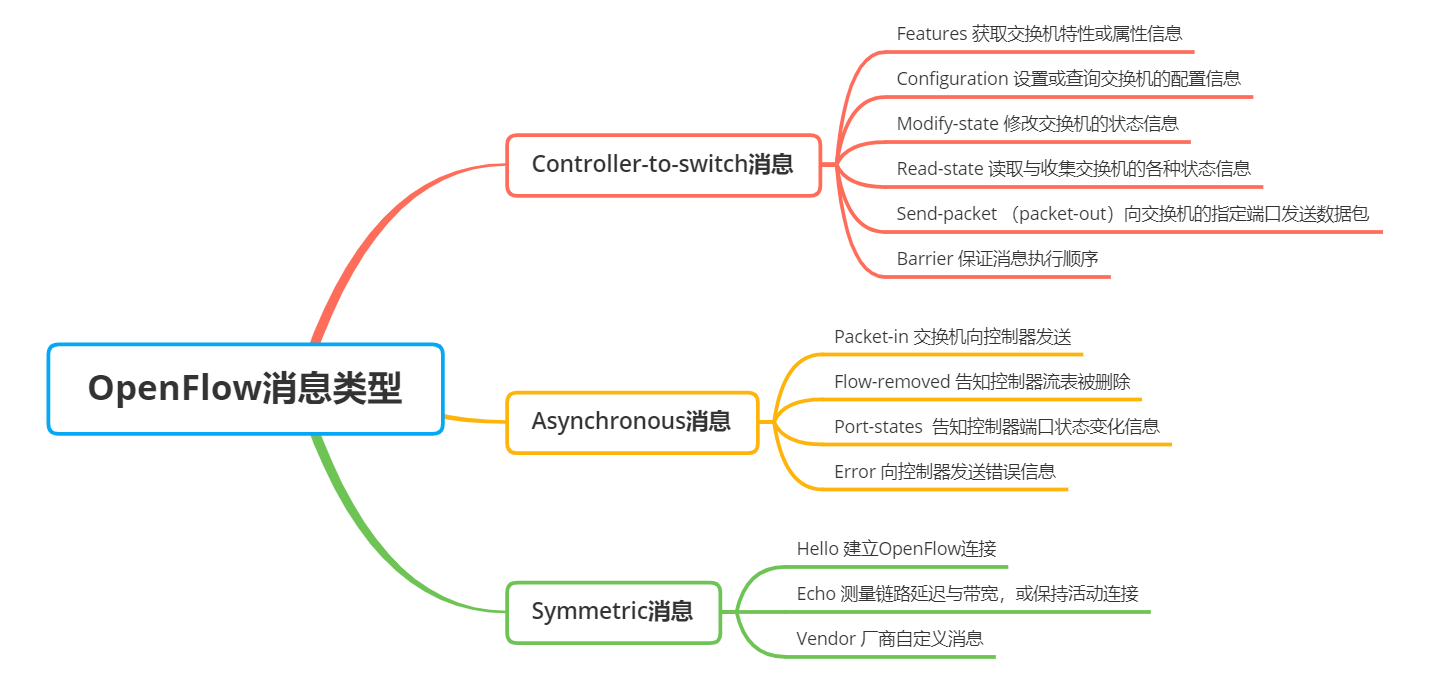 OpenFlow消息类型
Controller-to-switch消息
Features 获取交换机特性或属性信息
Configuration 设置或查询交换机的配置信息
Modify-state 修改交换机的状态信息
Read-state 读取与收集交换机的各种状态信息
Send-packet （packet-out）向交换机的指定端口发送数据包
Barrier 保证消息执行顺序
Asynchronous消息
Packet-in 交换机向控制器发送
Flow-removed 告知控制器流表被删除
Port-states 告知控制器端口状态变化信息
Error 向控制器发送错误信息
Symmetric消息
Hello 建立OpenFlow连接
Echo 测量链路延迟与带宽，或保持活动连接
Vendor 厂商自定义消息